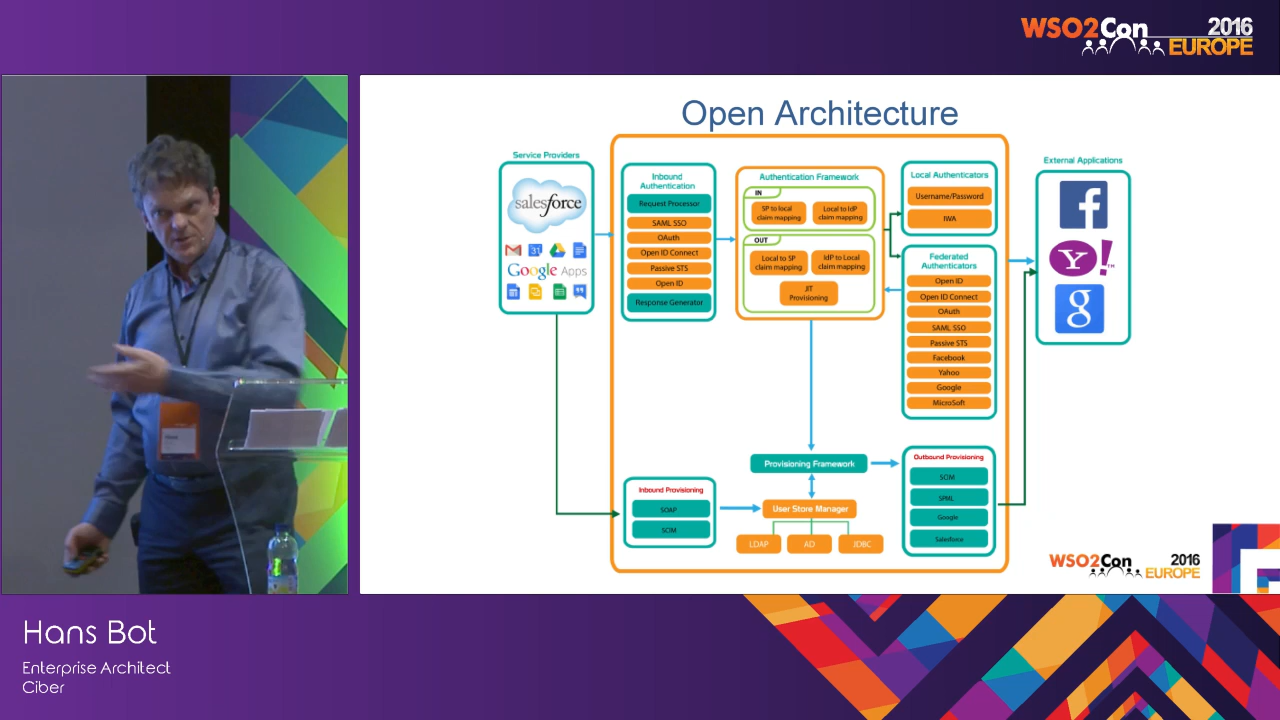 WSO2Con 2016
EUROPE
Open Architecture
Service Providers
salesforce
31
Google Apps
Inbound
Authentication
Request Processor
SAML SSO
OAuth
Open ID Connect
Passive STS
Open ID
Response Generator
Authentication Framework
IN
SP to local
claim mapping
Local to IdP
claim mapping
OUT
Local to SP
claim mapping
IdP to Local
claim mapping
JIT
Provisioning
Local Authenticators
Username/Password
IWA
Federated
Authenticators
Open ID
Open ID Connect
OAuth
SAML SSO
Passive STS
Facebook
Yahoo
Google
MicroSoft
External Applications
f
Y!™
g
Provisioning Framework
User Store Manager
LDAP
AD
JDBC
Inbound Provisioning
SOAP
SCIM
Outbound Provisioning
SCIM
SPML
Google
Salesforce
WSO2Con 2016
EUROPE
Hans Bot
Enterprise Architect
Ciber